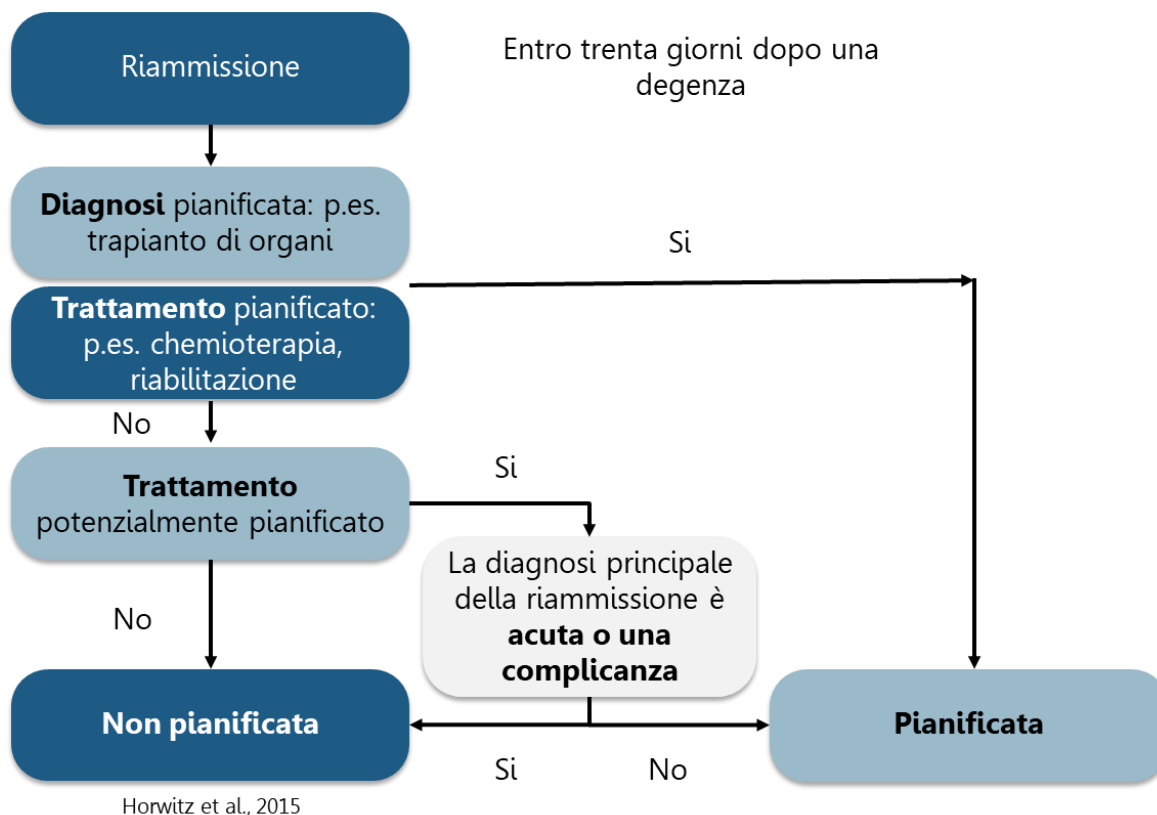 Riammissione
Entro trenta giorni dopo una
degenza
Diagnosi pianificata: p.es.
trapianto di organi
Si
Trattamento pianificato:
p.es. chemioterapia,
riabilitazione
No
Trattamento
potenzialmente pianificato
Si
La diagnosi principale
della riammissione è
acuta o una
complicanza
No
Non pianificata
Pianificata
Si
No
Horwitz et al., 2015